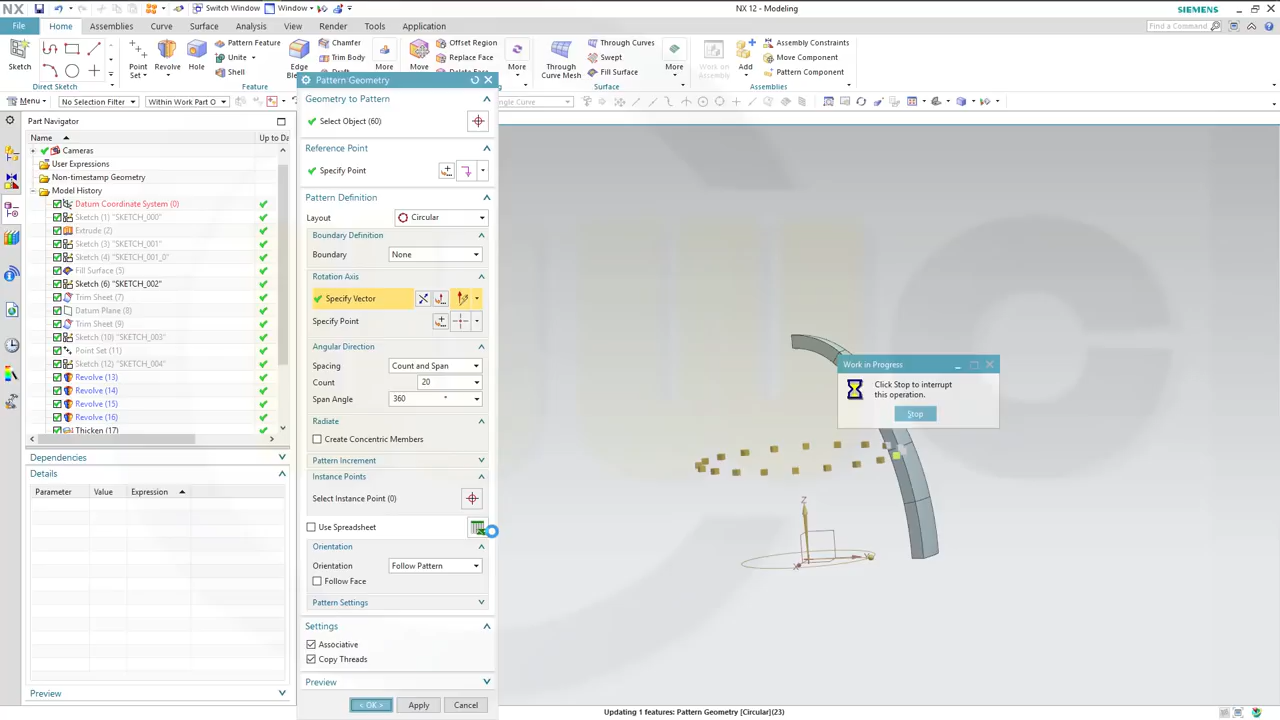 NX Switch Window Window NX 12 - Modeling SIEMENS
File Home Assemblies Curve Surface Analysis View Render Tools Application Find a Command
Sketch Point Set Revolve Hole Pattern Feature Unite Shell Edge Blend Chamfer Trim Body Draft More Offset Region Replace Face More Through Curve Mesh Through Curves Swept Fill Surface More Work on Assembly Add Assembly Constraints Move Component Pattern Component
Direct Sketch Feature Surface Assemblies
Menu No Selection Filter Within Work Part O
Pattern Geometry
Part Navigator
Name Up to Da
Cameras
User Expressions
Non-timestamp Geometry
Model History
Datum Coordinate System (0)
Sketch (1) "SKETCH_000"
Extrude (2)
Sketch (3) "SKETCH_001"
Sketch (4) "SKETCH_001_0"
Fill Surface (5)
Sketch (6) "SKETCH_002"
Trim Sheet (7)
Datum Plane (8)
Trim Sheet (9)
Sketch (10) "SKETCH_003"
Point Set (11)
Sketch (12) "SKETCH_004"
Revolve (13)
Revolve (14)
Revolve (15)
Revolve (16)
Thicken (17)
Dependencies
Details
Parameter Value Expression
Preview
Geometry to Pattern
Select Object (60)
Reference Point
Specify Point
Pattern Definition
Layout Circular
Boundary Definition
Boundary None
Rotation Axis
Specify Vector
Specify Point
Angular Direction
Spacing Count and Span
Count 20
Span Angle 360 °
Radiate
Create Concentric Members
Pattern Increment
Instance Points
Select Instance Point (0)
Use Spreadsheet
Orientation
Orientation Follow Pattern
Follow Face
Pattern Settings
Settings
Associative
Copy Threads
Preview
< OK > Apply Cancel
Work in Progress
Click Stop to interrupt
this operation.
Stop
Z
X
Updating 1 features: Pattern Geometry [Circular](23)